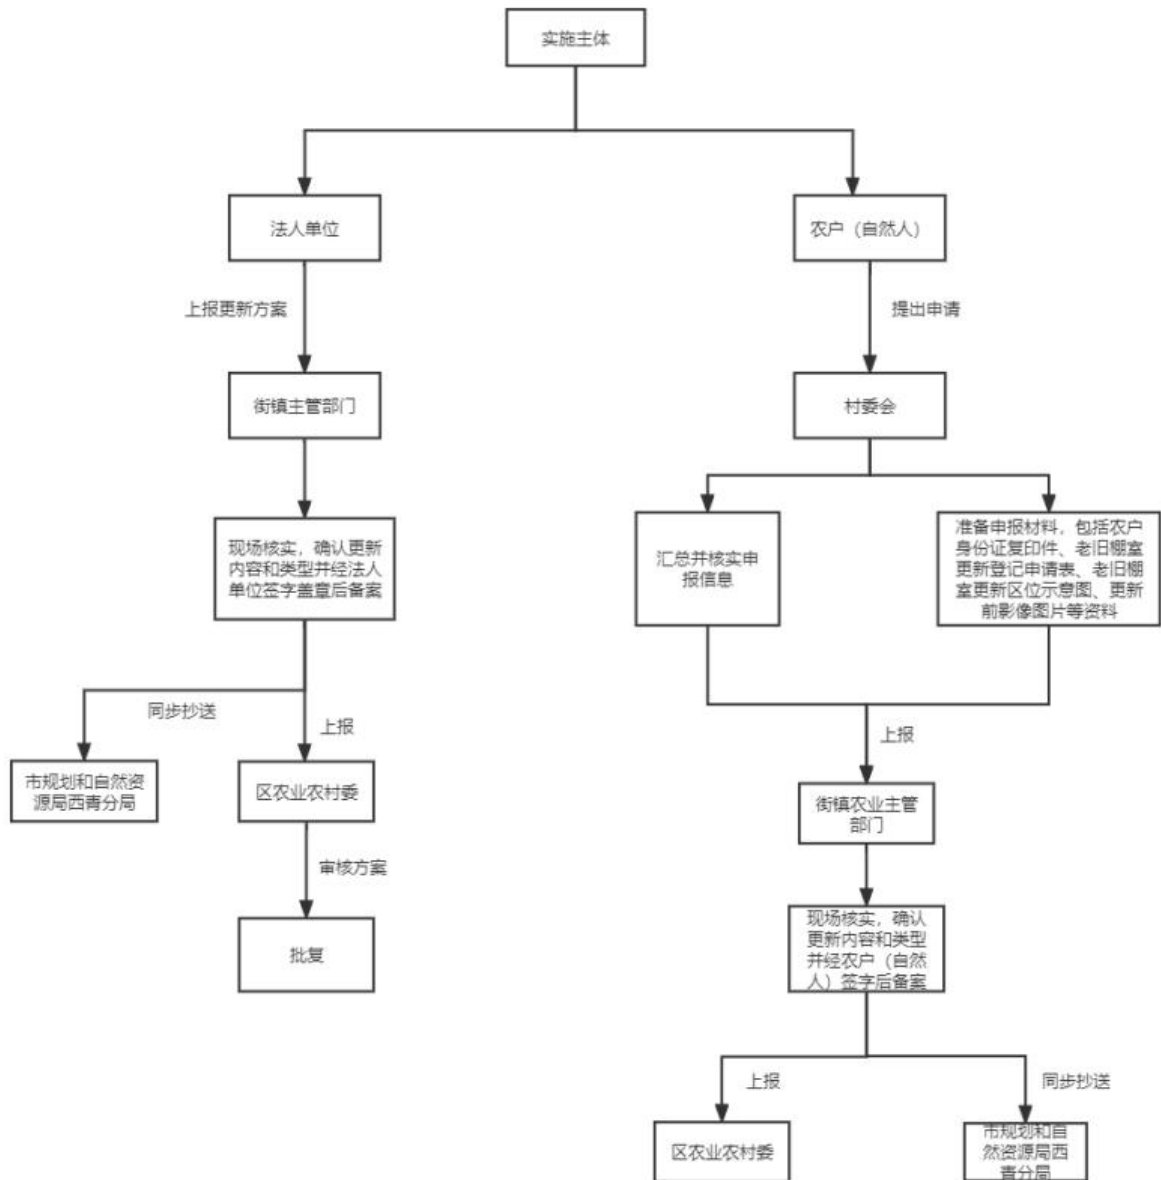 实施主体
法人单位
农户（自然人）
上报更新方案
提出申请
街镇主管部门
村委会
现场核实，确认更新
内容和类型并经法人
单位签字盖章后备案
汇总并核实申
报信息
准备申报材料，包括农户
身份证复印件、老旧棚室
更新登记申请表、老旧棚
室更新区位示意图、更新
前影像图片等资料
同步抄送
上报
上报
市规划和自然资
源局西青分局
区农业农村委
街镇农业主管
部门
审核方案
批复
现场核实，确认
更新内容和类型
并经农户（自然
人）签字后备案
上报
同步抄送
区农业农村委
市规划和自
然资源局西
青分局